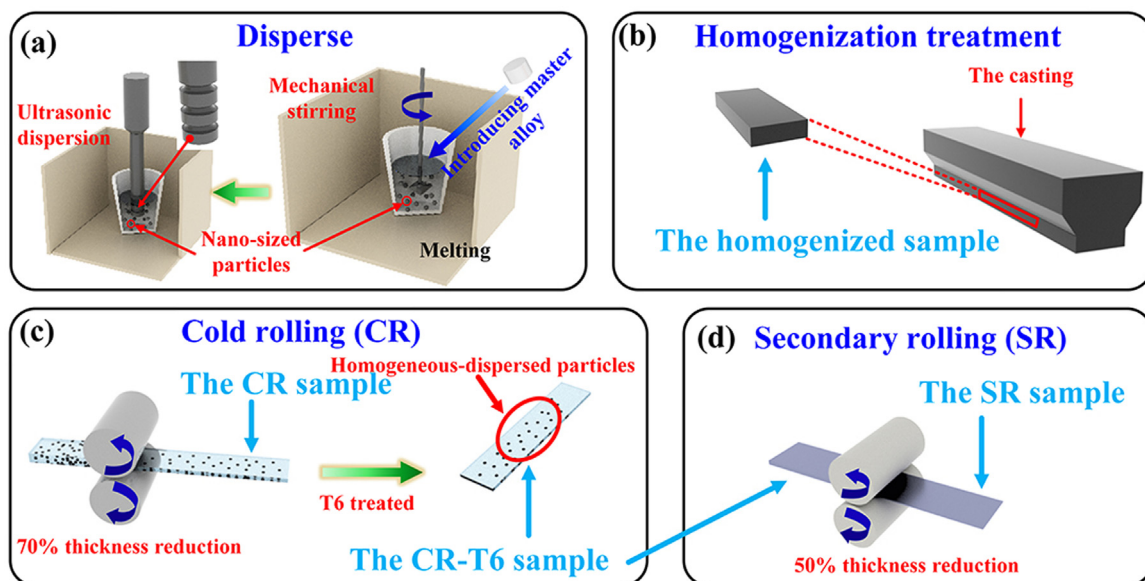 (a)
Disperse
Ultrasonic
dispersion
Mechanical
stirring
Introducing master
alloy
Nano-sized
particles
Melting
(b)
Homogenization treatment
The casting
The homogenized sample
(c)
Cold rolling (CR)
Homogeneous-dispersed particles
The CR sample
T6 treated
70% thickness reduction
The CR-T6 sample
(d)
Secondary rolling (SR)
The SR sample
50% thickness reduction